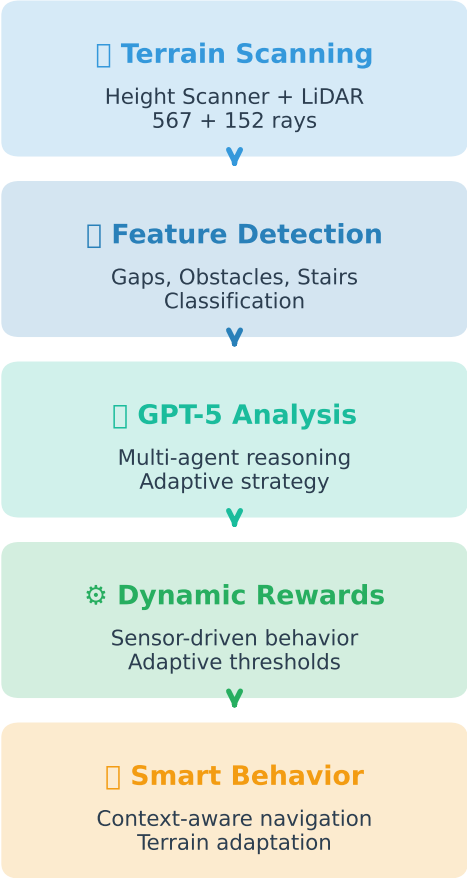 Terrain Scanning
Height Scanner + LiDAR
567 + 152 rays
Feature Detection
Gaps, Obstacles, Stairs
Classification
GPT-5 Analysis
Multi-agent reasoning
Adaptive strategy
⚙ Dynamic Rewards
Sensor-driven behavior
Adaptive thresholds
Smart Behavior
Context-aware navigation
Terrain adaptation